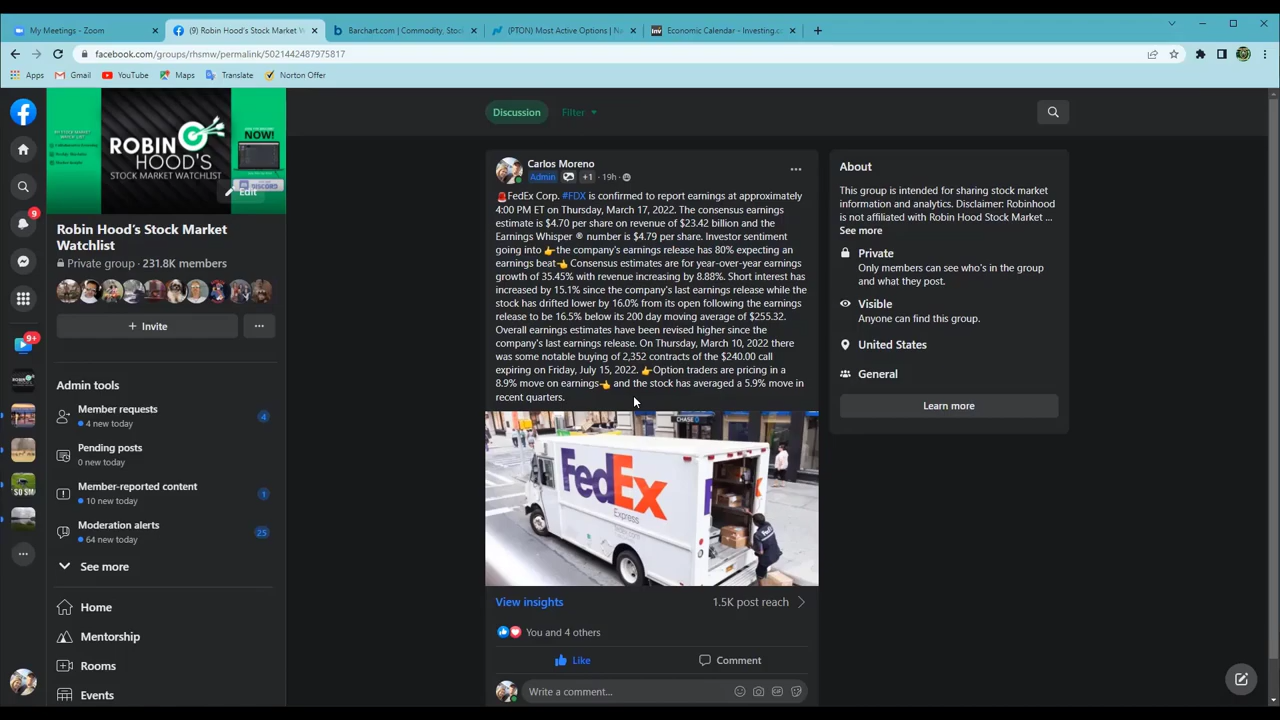 My Meetings - Zoom
(9) Robin Hood's Stock Market W
Barchart.com | Commodity, Stoc
(PTON) Most Active Options | N
Economic Calendar - Investing.c
facebook.com/groups/rhsmw/permalink/5021442487975817
Apps
Gmail
YouTube
Maps
Translate
Norton Offer
ROBIN
HOOD'S
STOCK MARKET WATCHLIST
NOW!
DISCORD
Edit
Robin Hood's Stock Market
Watchlist
Private group · 231.8K members
+ Invite
Admin tools
Member requests
4 new today
4
Pending posts
0 new today
Member-reported content
10 new today
1
Moderation alerts
64 new today
25
See more
Home
Mentorship
Rooms
Events
9
9+
$0 $M
Discussion
Filter
Carlos Moreno
Admin +1 · 19h ·
🚨FedEx Corp. #FDX is confirmed to report earnings at approximately
4:00 PM ET on Thursday, March 17, 2022. The consensus earnings
estimate is $4.70 per share on revenue of $23.42 billion and the
Earnings Whisper ® number is $4.79 per share. Investor sentiment
going into 👉the company's earnings release has 80% expecting an
earnings beat👈 Consensus estimates are for year-over-year earnings
growth of 35.45% with revenue increasing by 8.88%. Short interest has
increased by 15.1% since the company's last earnings release while the
stock has drifted lower by 16.0% from its open following the earnings
release to be 16.5% below its 200 day moving average of $255.32.
Overall earnings estimates have been revised higher since the
company's last earnings release. On Thursday, March 10, 2022 there
was some notable buying of 2,352 contracts of the $240.00 call
expiring on Friday, July 15, 2022. 👉Option traders are pricing in a
8.9% move on earnings👈 and the stock has averaged a 5.9% move in
recent quarters.
CHASE
FedEx
Express
View insights
1.5K post reach
You and 4 others
Like
Comment
Write a comment...
GIF
About
This group is intended for sharing stock market
information and analytics. Disclaimer: Robinhood
is not affiliated with Robin Hood Stock Market ...
See more
Private
Only members can see who's in the group
and what they post.
Visible
Anyone can find this group.
United States
General
Learn more